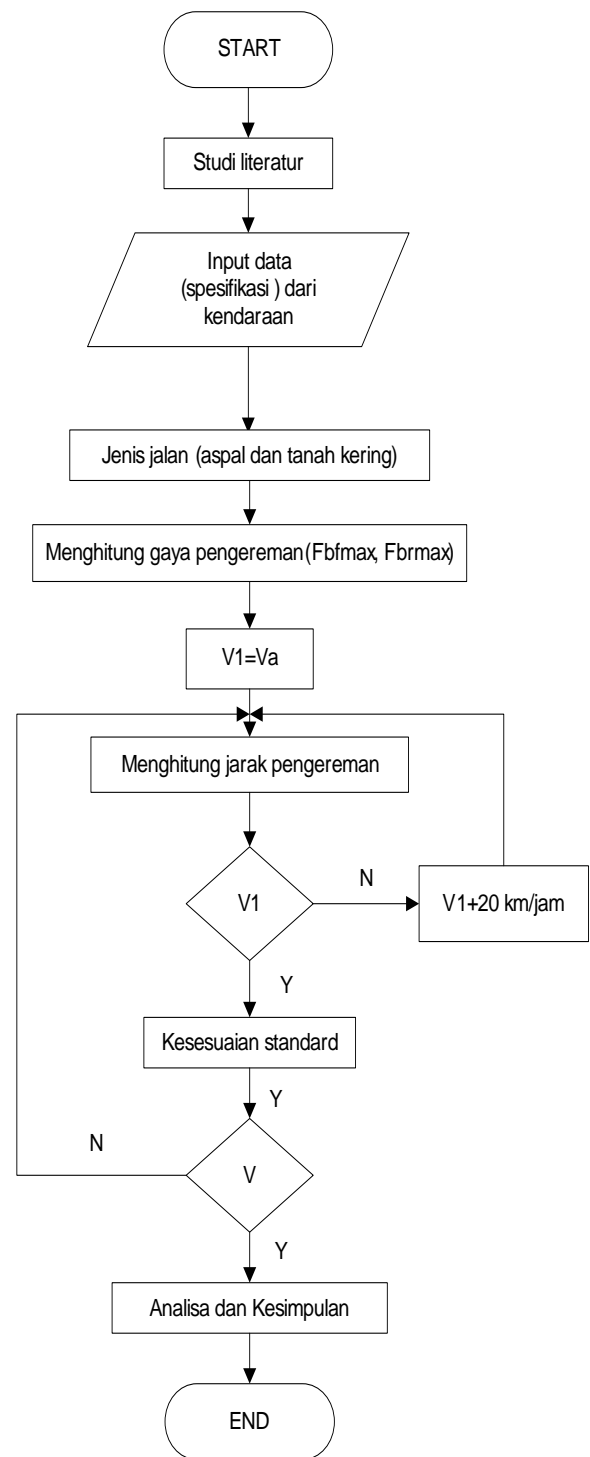 START
Studi literatur
Input data
(spesifikasi ) dari
kendaraan
Jenis jalan (aspal dan tanah kering)
Menghitung gaya pengereman(Fbfmax, Fbrmax)
V1=Va
Menghitung jarak pengereman
V1
N
V1+20 km/jam
Y
Kesesuaian standard
Y
N
V
Y
Analisa dan Kesimpulan
END